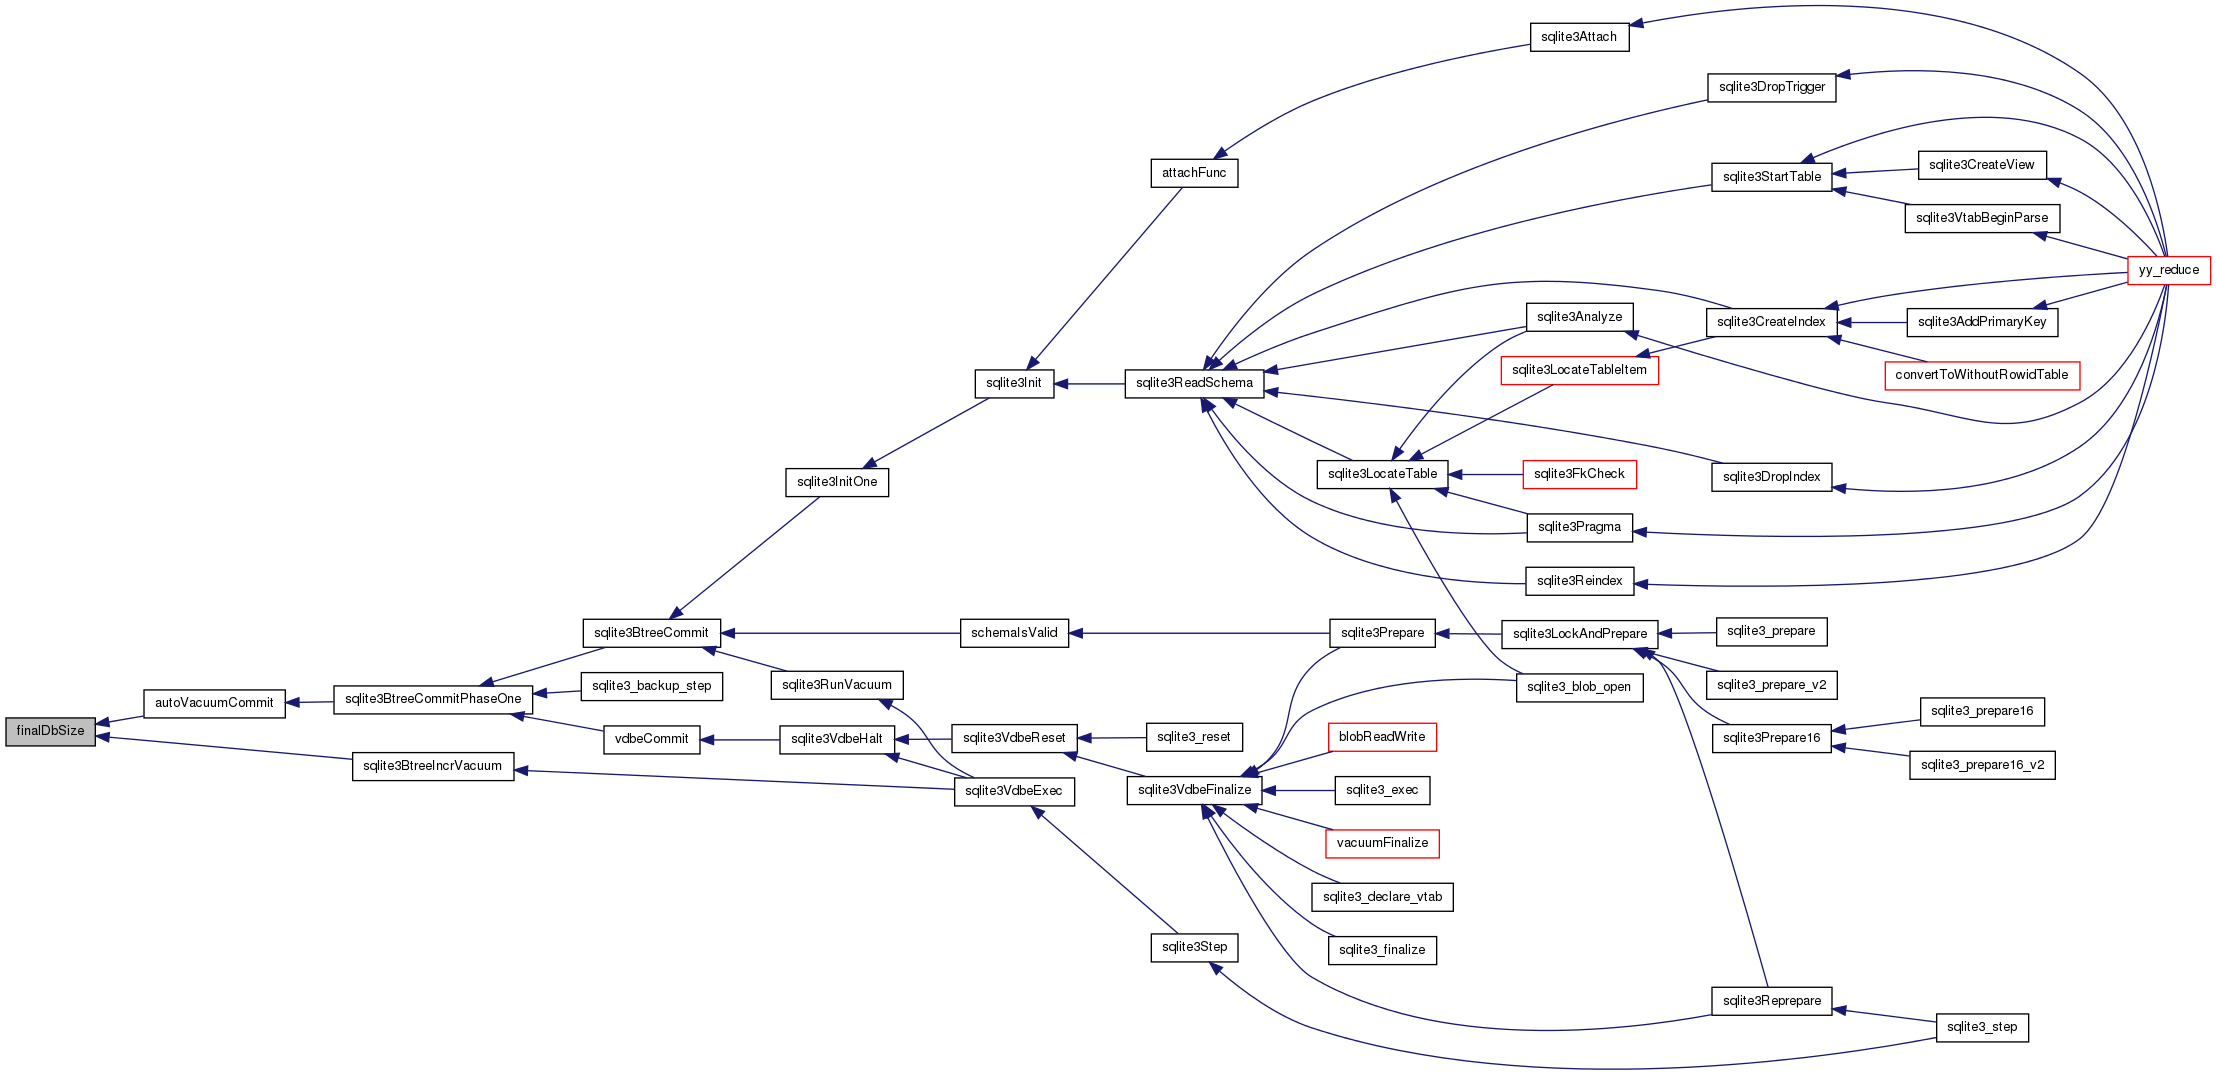 sqlite3Attach
sqlite3DropTrigger
sqlite3CreateView
attachFunc
sqlite3StartTable
sqlite3VtabBeginParse
yy_reduce
sqlite3Analyze
sqlite3CreateIndex
sqlite3AddPrimaryKey
sqlite3LocateTableItem
convertToWithoutRowidTable
sqlite3Init
sqlite3ReadSchema
sqlite3LocateTable
sqlite3FkCheck
sqlite3DropIndex
sqlite3InitOne
sqlite3Pragma
sqlite3Reindex
sqlite3BtreeCommit
schemaIsValid
sqlite3Prepare
sqlite3LockAndPrepare
sqlite3_prepare
sqlite3_backup_step
sqlite3RunVacuum
sqlite3_blob_open
sqlite3_prepare_v2
autoVacuumCommit
sqlite3BtreeCommitPhaseOne
sqlite3_prepare16
finalDbSize
vdbeCommit
sqlite3VdbeHalt
sqlite3VdbeReset
sqlite3_reset
blobReadWrite
sqlite3Prepare16
sqlite3BtreeIncrVacuum
sqlite3_prepare16_v2
sqlite3VdbeExec
sqlite3VdbeFinalize
sqlite3_exec
vacuumFinalize
sqlite3_declare_vtab
sqlite3Step
sqlite3_finalize
sqlite3Reprepare
sqlite3_step